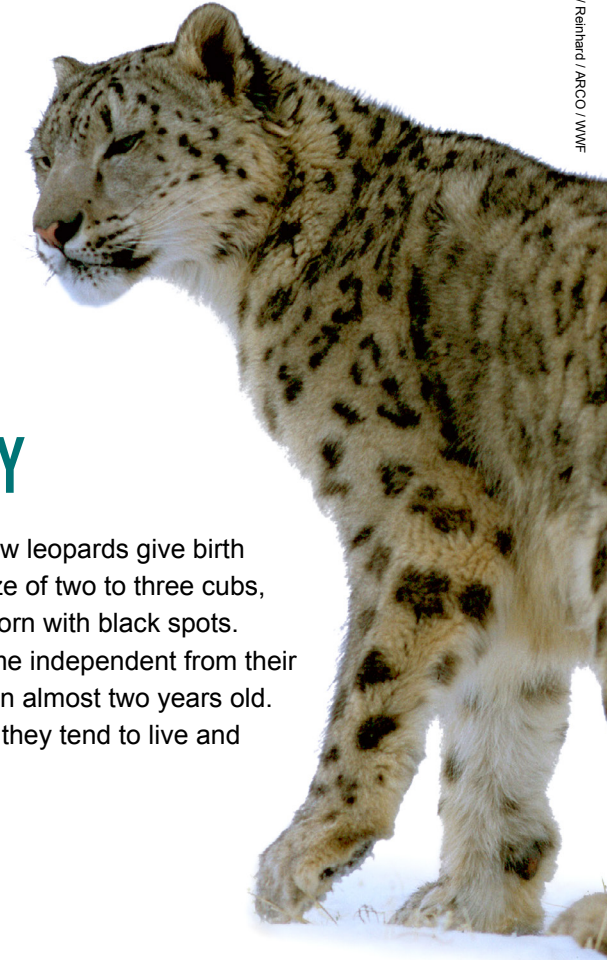 / Reinhard / ARCO / WWF
Y
w leopards give birth
ze of two to three cubs,
orn with black spots.
ne independent from their
n almost two years old.
they tend to live and